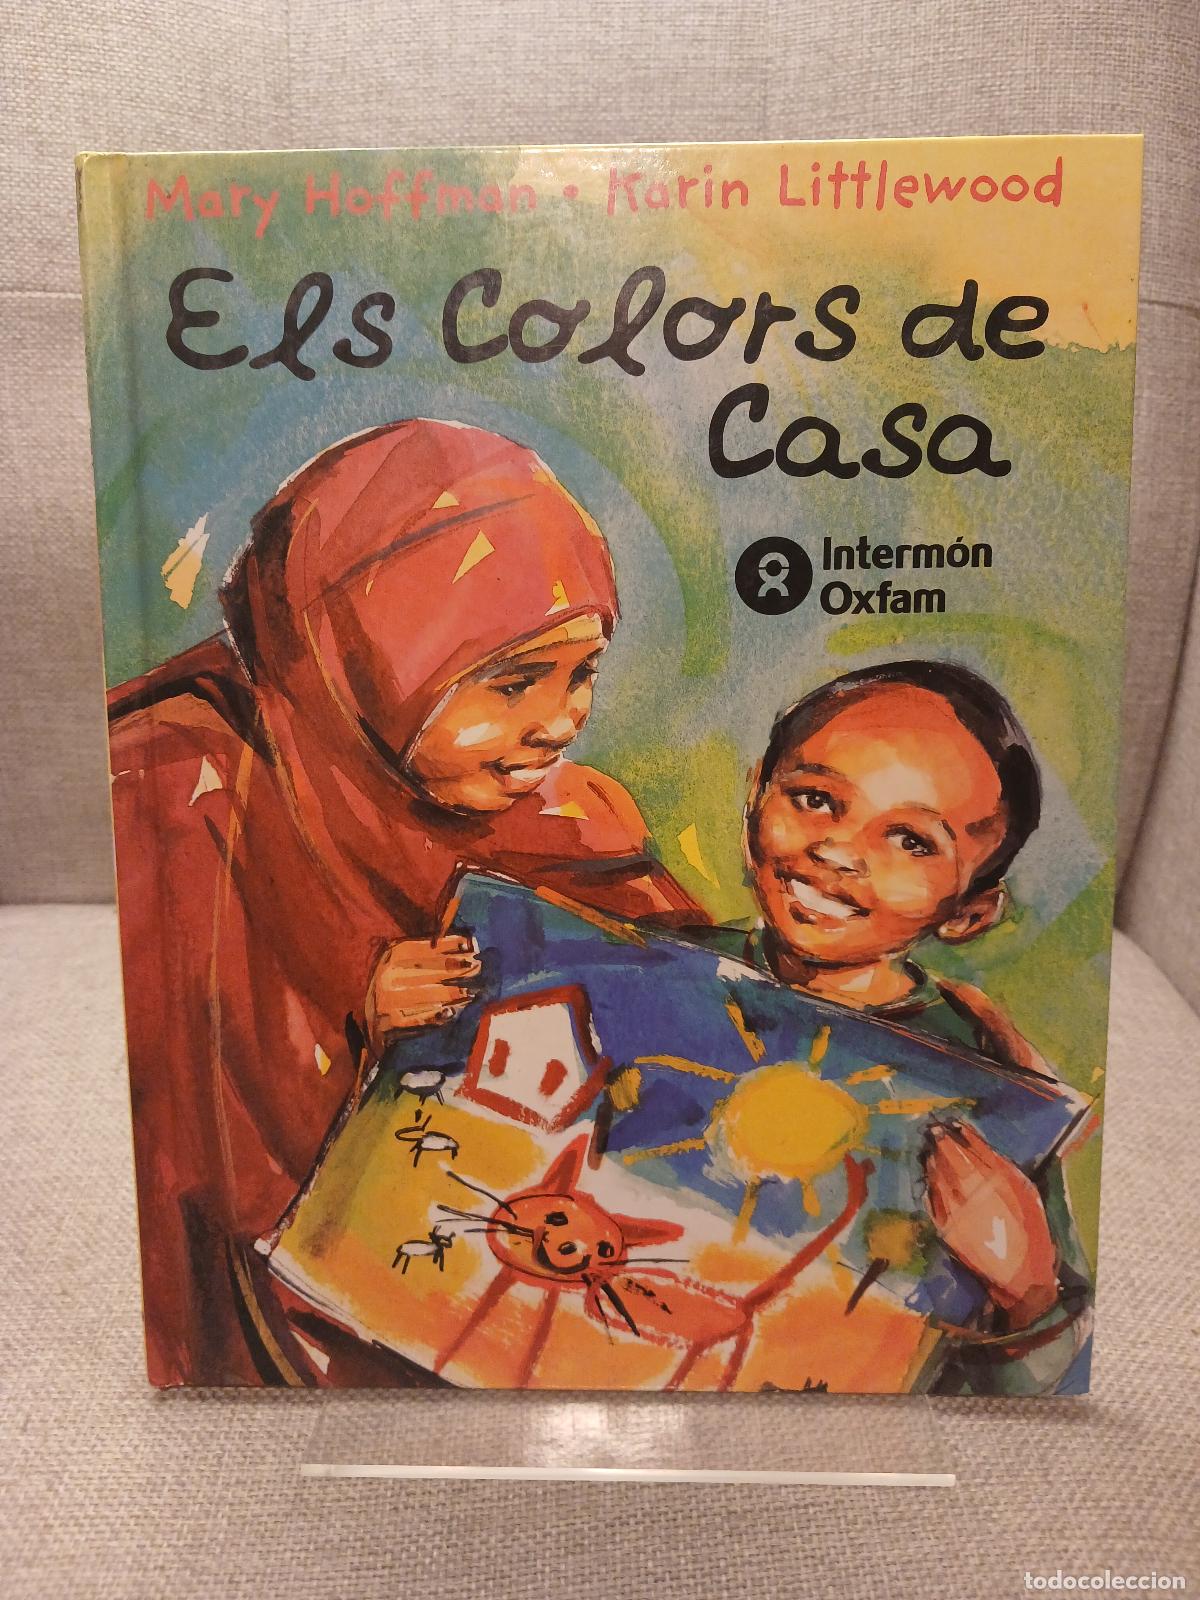 Mary Hoffman • Karin Littlewood
Els Colors de
Casa
Intermón
Oxfam
todocoleccion